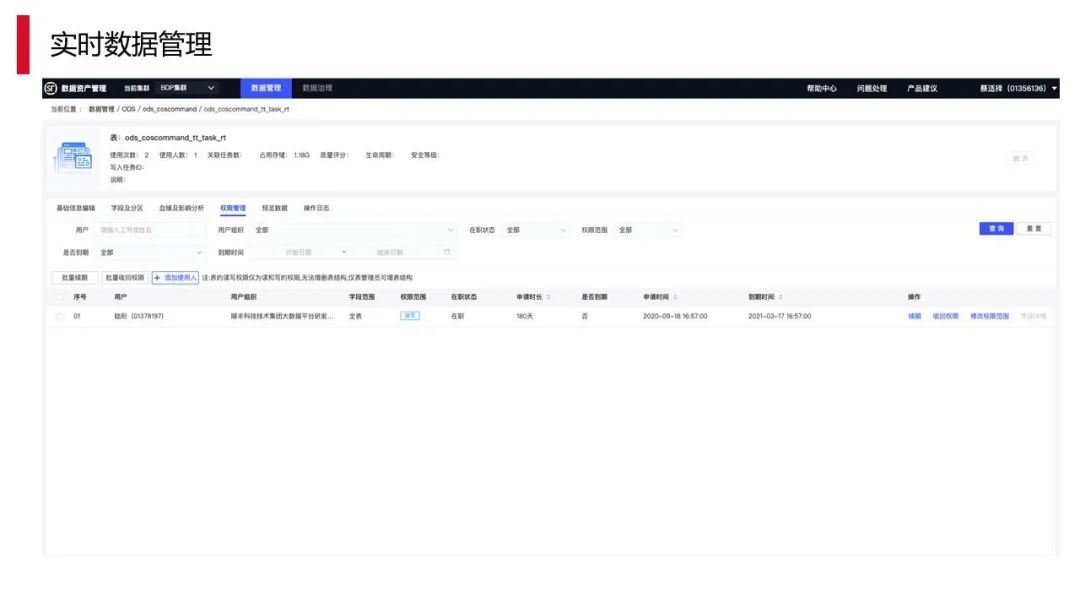 实时数据管理
数据资产管理 当前集群 BDP集群 数据管理 数据治理 帮助中心 问题处理 产品建议 (01356136)
当前位置： 数据管理 / ODS / ods_coscommand / ods_coscommand_tt_task_rt
表：ods_coscommand_tt_task_rt
使用次数： 2 使用人数： 1 关联任务数： 占用存储： 1.18G 质量评分： 生命周期： 安全等级：
写入任务ID：
说明：
基础信息编辑 字段及分区 血缘及影响分析 权限管理 预览数据 操作日志
用户 请输入工号或姓名 用户组织 全部 在职状态 全部 权限范围 全部 查 询 重 置
是否到期 全部 到期时间 开始日期 ~ 结束日期
批量续期 批量收回权限 + 添加使用人 注:表的读写权限仅为读和写的权限,无法增删表结构,仅表管理员可增表结构
序号 用户 用户组织 字段范围 权限范围 在职状态 申请时长 是否到期 申请时间 到期时间 操作
01 (01378197) 顺丰科技技术集团大数据平台研发... 全表 读写 在职 180天 否 2020-09-18 16:57:00 2021-03-17 16:57:00 续期 收回权限 修改权限范围 字段详情